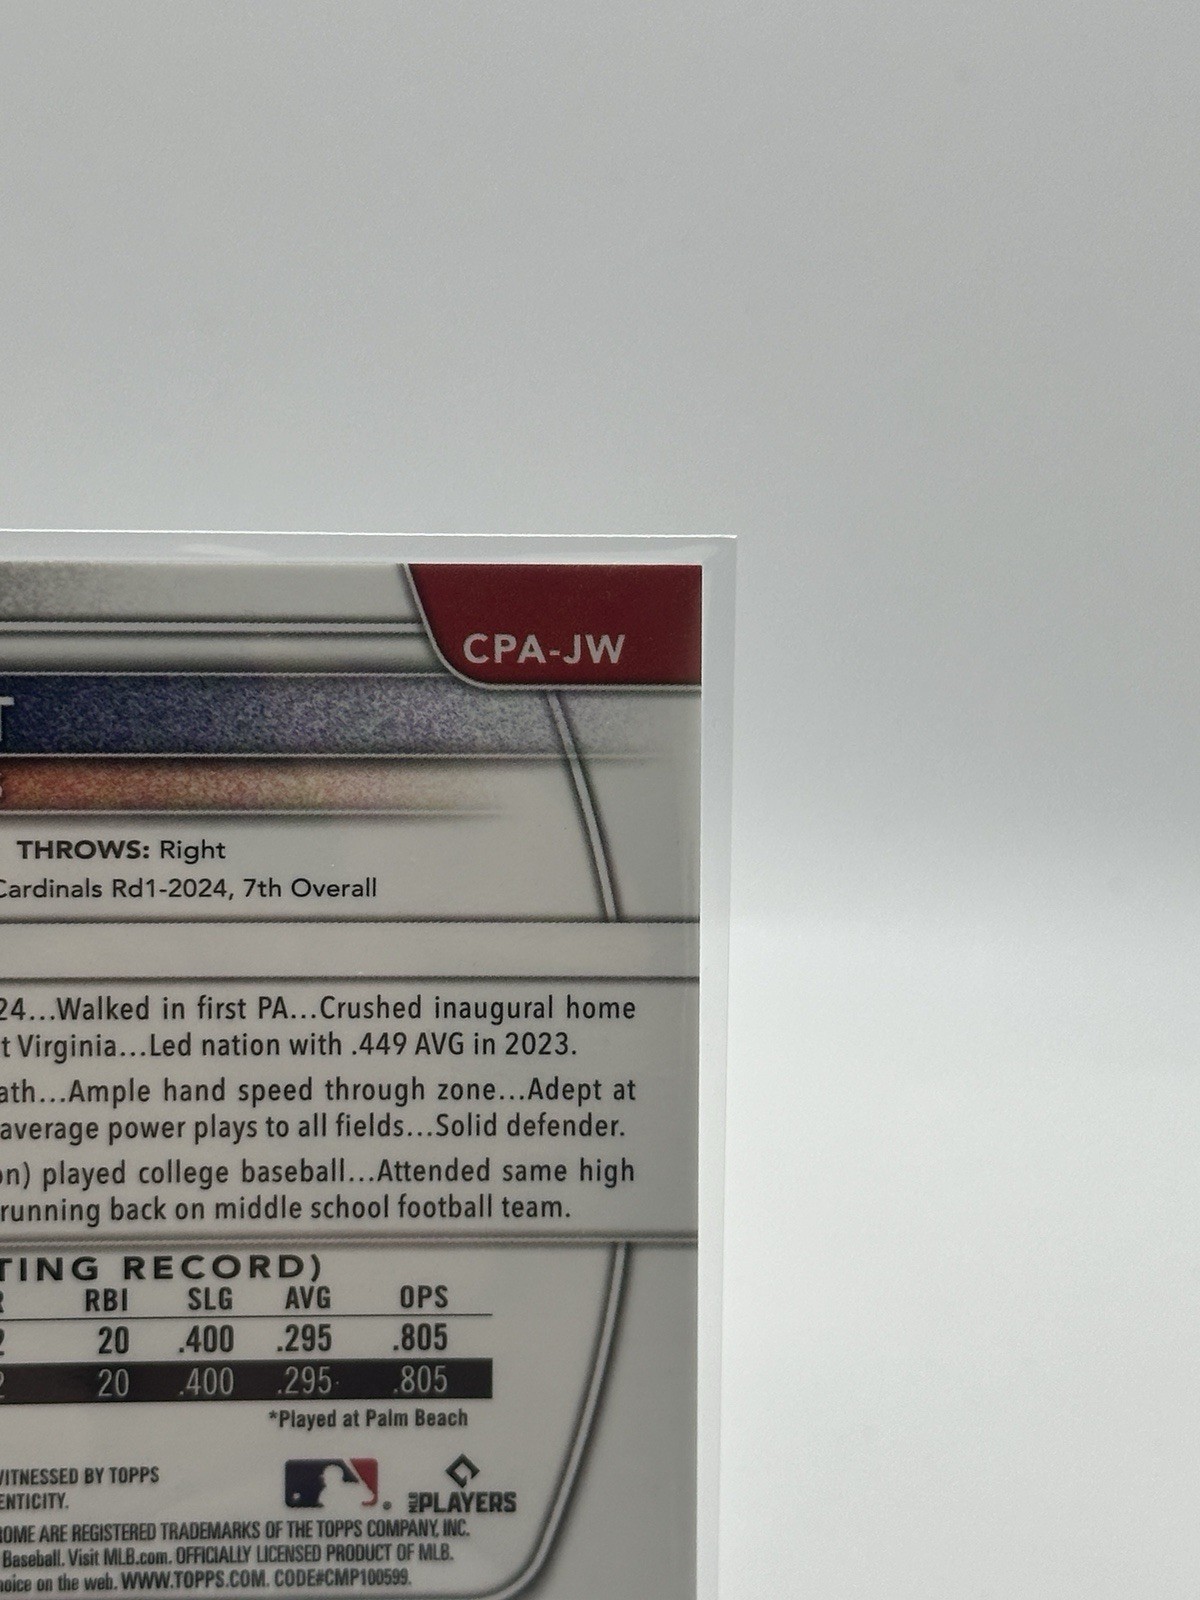 CPA-JW
T
THROWS: Right
Cardinals Rd1-2024, 7th Overall
24...Walked in first PA...Crushed inaugural home
t Virginia...Led nation with .449 AVG in 2023.
ath...Ample hand speed through zone...Adept at
average power plays to all fields...Solid defender.
on) played college baseball...Attended same high
running back on middle school football team.
TING RECORD)
RBI SLG AVG OPS
2 20 .400 .295 .805
2 20 .400 .295 .805
*Played at Palm Beach
WITNESSED BY TOPPS
ENTICITY.
MLB PLAYERS
ROME ARE REGISTERED TRADEMARKS OF THE TOPPS COMPANY, INC.
Baseball. Visit MLB.com. OFFICIALLY LICENSED PRODUCT OF MLB.
hoice on the web. WWW.TOPPS.COM. CODE#CMP100599.